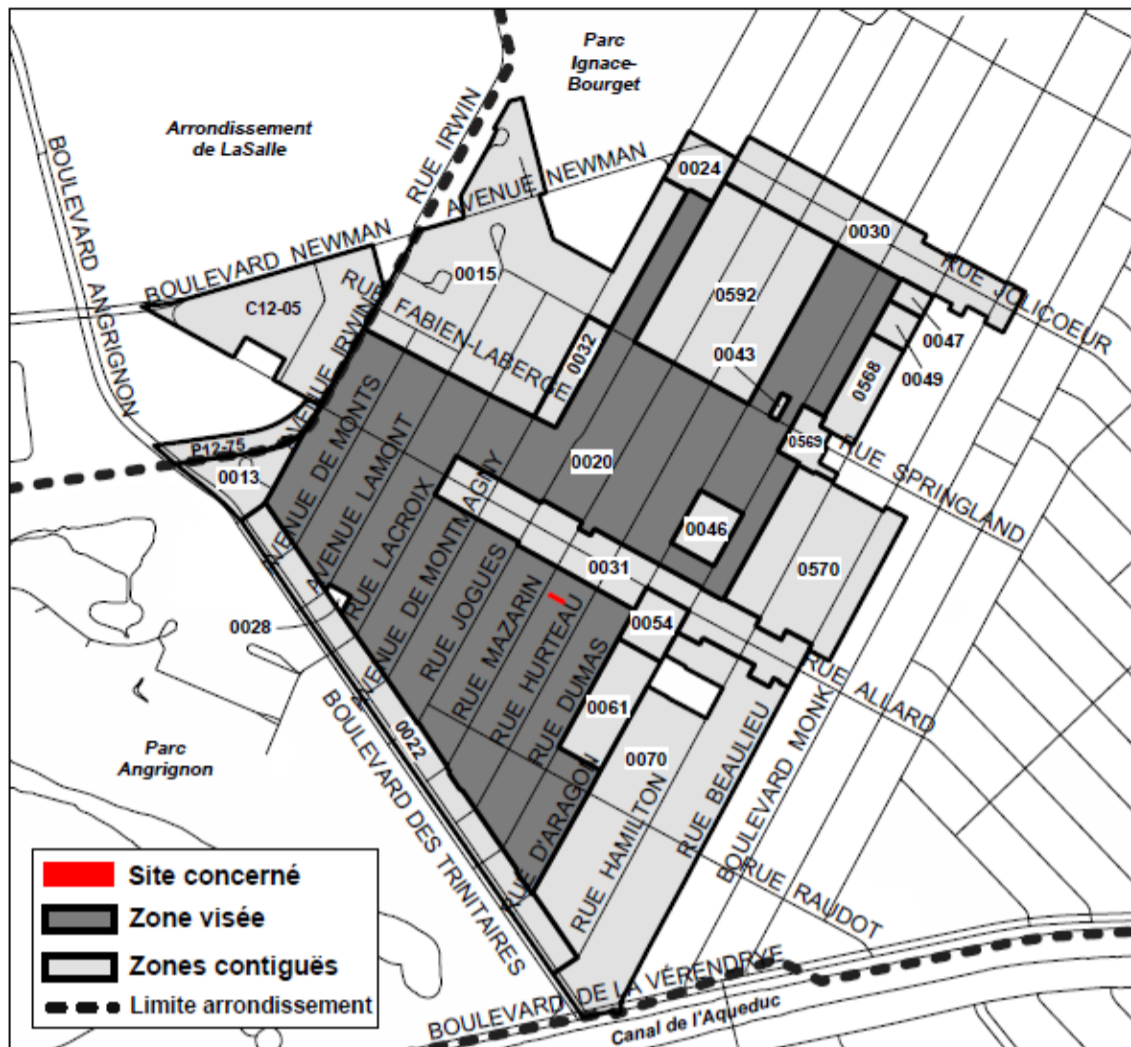 Parc
Ignace-
Bourget
Arrondissement
de LaSalle
RUE IRWIN
AVENUE NEWMAN
BOULEVARD NEWMAN
BOULEVARD ANGRIGNON
0024
0030
RUE JOLICOEUR
0015
C12-05
RUE
FABIEN-LABERGE
0592
0032
0043
0047
0049
0568
AVENUE IRWIN
P12-75
0013
0569
RUE SPRINGLAND
0020
AVENUE DE MONTS
AVENUE LAMONT
RUE LACROIX
AVENUE DE MONTMAGNY
RUE JOGUES
RUE MAZARIN
RUE HURTEAU
RUE DUMAS
RUE D'ARAGON
0046
0031
0570
0028
0054
RUE ALLARD
0061
0070
0022
Parc
Angrignon
BOULEVARD DES TRINITAIRES
RUE HAMILTON
RUE BEAULIEU
BOULEVARD MONK
RUE RAUDOT
BOULEVARD DE LA VÉRENDRYE
Canal de l'Aqueduc
Site concerné
Zone visée
Zones contiguës
Limite arrondissement